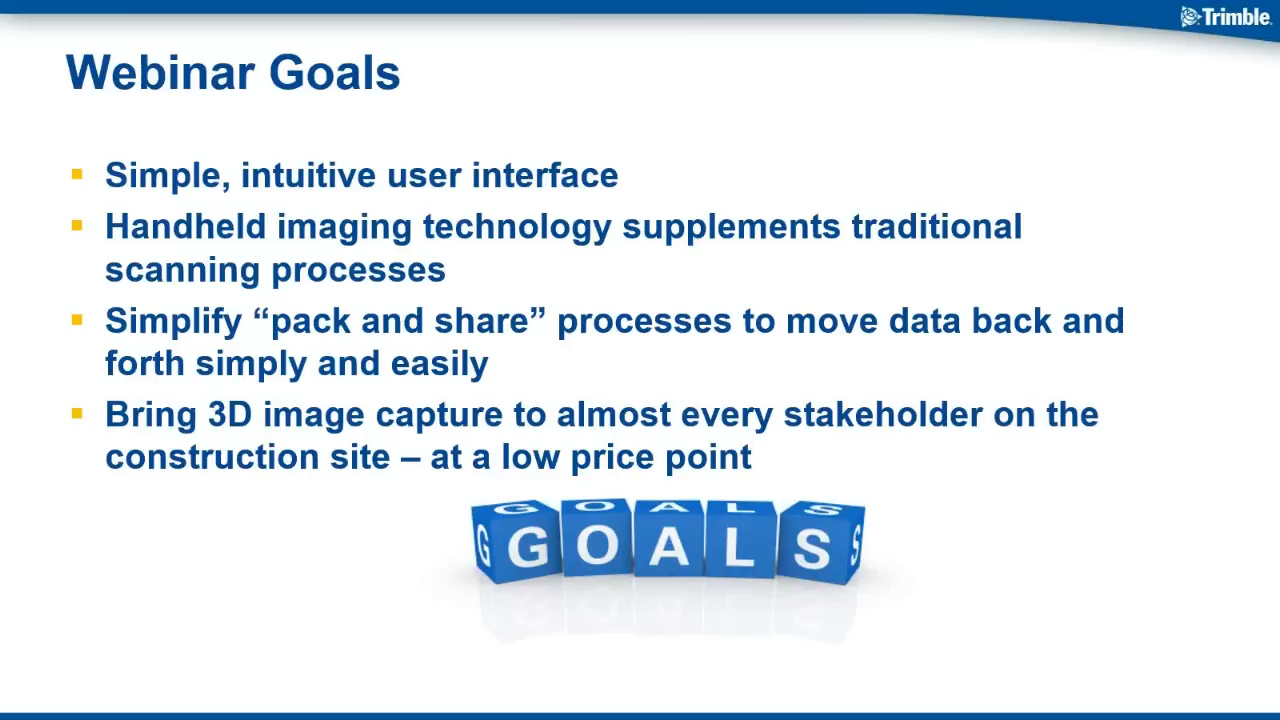 Trimble
Webinar Goals
Simple, intuitive user interface
Handheld imaging technology supplements traditional
scanning processes
Simplify “pack and share” processes to move data back and
forth simply and easily
Bring 3D image capture to almost every stakeholder on the
construction site – at a low price point
G O A L S
G G O A L S S